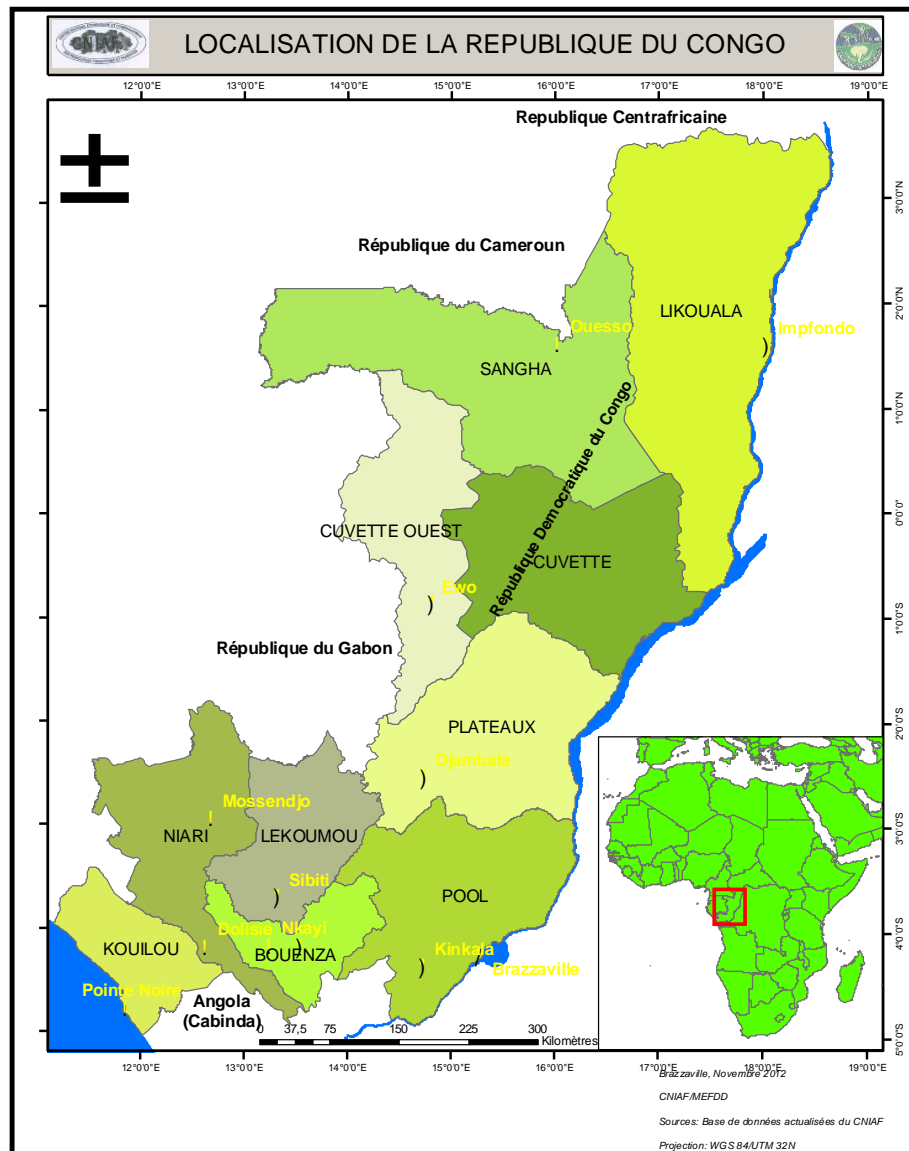 CNIAF
LOCALISATION DE LA REPUBLIQUE DU CONGO
12°0'0"E 13°0'0"E 14°0'0"E 15°0'0"E 16°0'0"E 17°0'0"E 18°0'0"E 19°0'0"E
Republique Centrafricaine
3°0'0"N
République du Cameroun
2°0'0"N
LIKOUALA
Ouesso
Impfondo
SANGHA
1°0'0"N
République Democratique du Congo
0°0'0"
CUVETTE OUEST
CUVETTE
Ewo
1°0'0"S
République du Gabon
PLATEAUX
2°0'0"S
Djambala
Mossendjo
NIARI
LEKOUMOU
3°0'0"S
Sibiti
POOL
Dolisie
Nkayi
KOUILOU
BOUENZA
Kinkala
4°0'0"S
Brazzaville
Pointe Noire
Angola
(Cabinda)
0 37,5 75 150 225 300
Kilomètres
5°0'0"S
12°0'0"E 13°0'0"E 14°0'0"E 15°0'0"E 16°0'0"E 17°0'0"E 18°0'0"E 19°0'0"E
Brazzaville, Novembre 2012
CNIAF/MEFDD
Sources: Base de données actualisées du CNIAF
Projection: WGS 84/UTM 32N